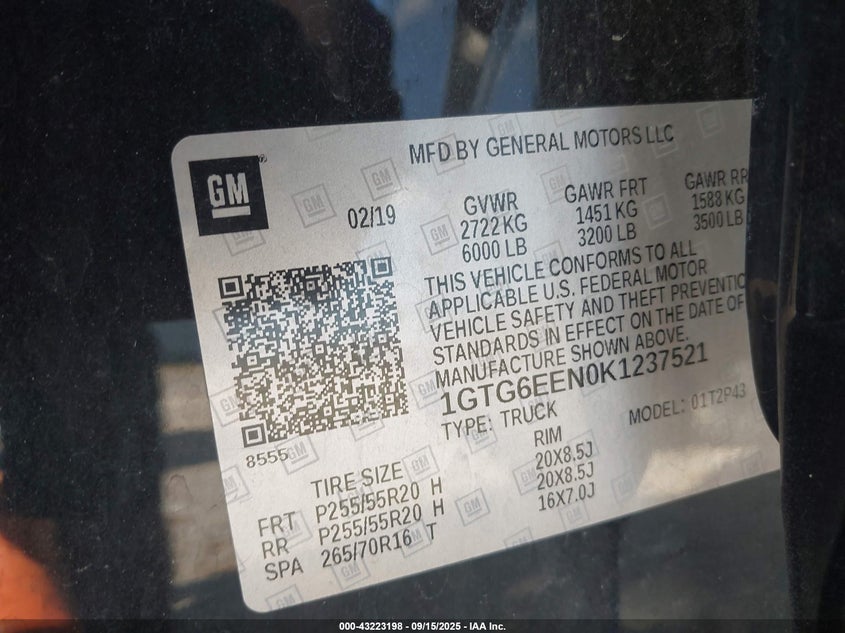 MFD BY GENERAL MOTORS LLC
GM
02/19
GVWR GAWR FRT GAWR RR
2722 KG 1451 KG 1588 KG
6000 LB 3200 LB 3500 LB
THIS VEHICLE CONFORMS TO ALL
APPLICABLE U.S. FEDERAL MOTOR
VEHICLE SAFETY AND THEFT PREVENTIO
STANDARDS IN EFFECT ON THE DATE OF
MANUFACTURE SHOWN ABOVE.
1GTG6EEN0K1237521
TYPE: TRUCK MODEL: 01T2P43
8555
TIRE SIZE RIM
FRT P255/55R20 H 20X8.5J
RR P255/55R20 H 20X8.5J
SPA 265/70R16 T 16X7.0J
000-43223198 - 09/15/2025 - IAA Inc.